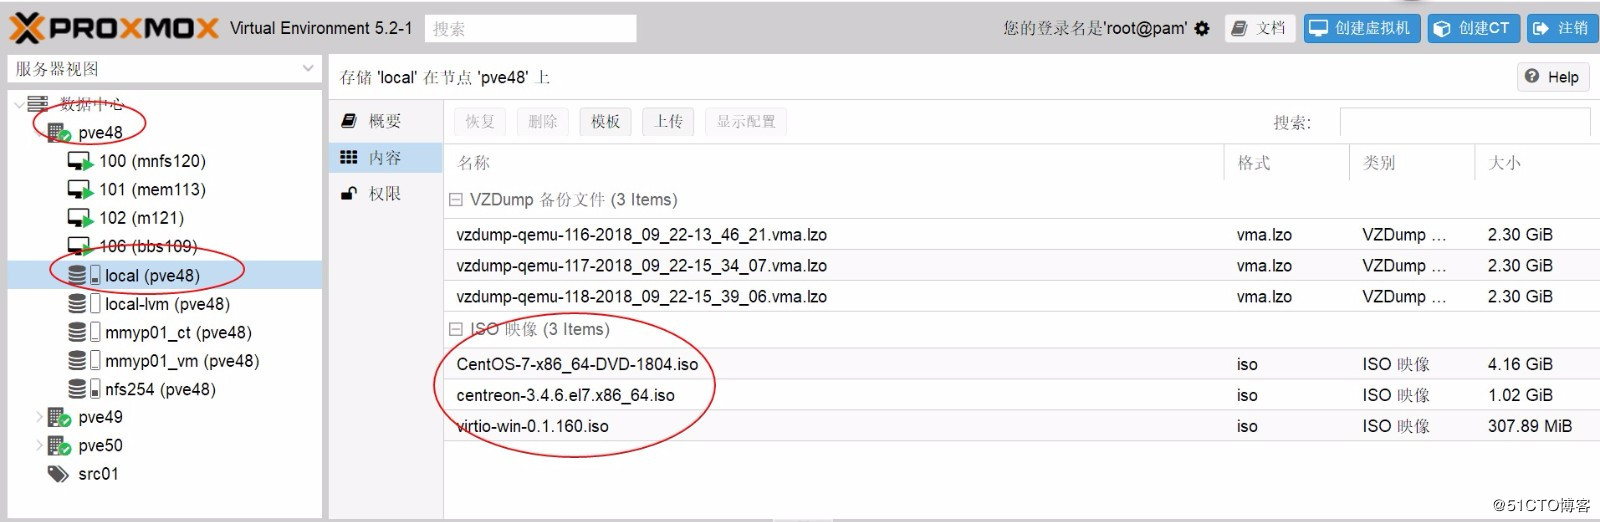 PROXMOX Virtual Environment 5.2-1 搜索 您的登录名是'root@pam' 文档 创建虚拟机 创建CT 注销
服务器视图
数据中心
pve48
100 (mnfs120)
101 (mem113)
102 (m121)
106 (bbs109)
local (pve48)
local-lvm (pve48)
mmyp01_ct (pve48)
mmyp01_vm (pve48)
nfs254 (pve48)
pve49
pve50
src01
存储 'local' 在节点 'pve48' 上 Help
概要
内容
权限
恢复 删除 模板 上传 显示配置 搜索:
名称 格式 类别 大小
VZDump 备份文件 (3 Items)
vzdump-qemu-116-2018_09_22-13_46_21.vma.lzo vma.lzo VZDump ... 2.30 GiB
vzdump-qemu-117-2018_09_22-15_34_07.vma.lzo vma.lzo VZDump ... 2.30 GiB
vzdump-qemu-118-2018_09_22-15_39_06.vma.lzo vma.lzo VZDump ... 2.30 GiB
ISO 映像 (3 Items)
CentOS-7-x86_64-DVD-1804.iso iso ISO 映像 4.16 GiB
centreon-3.4.6.el7.x86_64.iso iso ISO 映像 1.02 GiB
virtio-win-0.1.160.iso iso ISO 映像 307.89 MiB
@51CTO博客